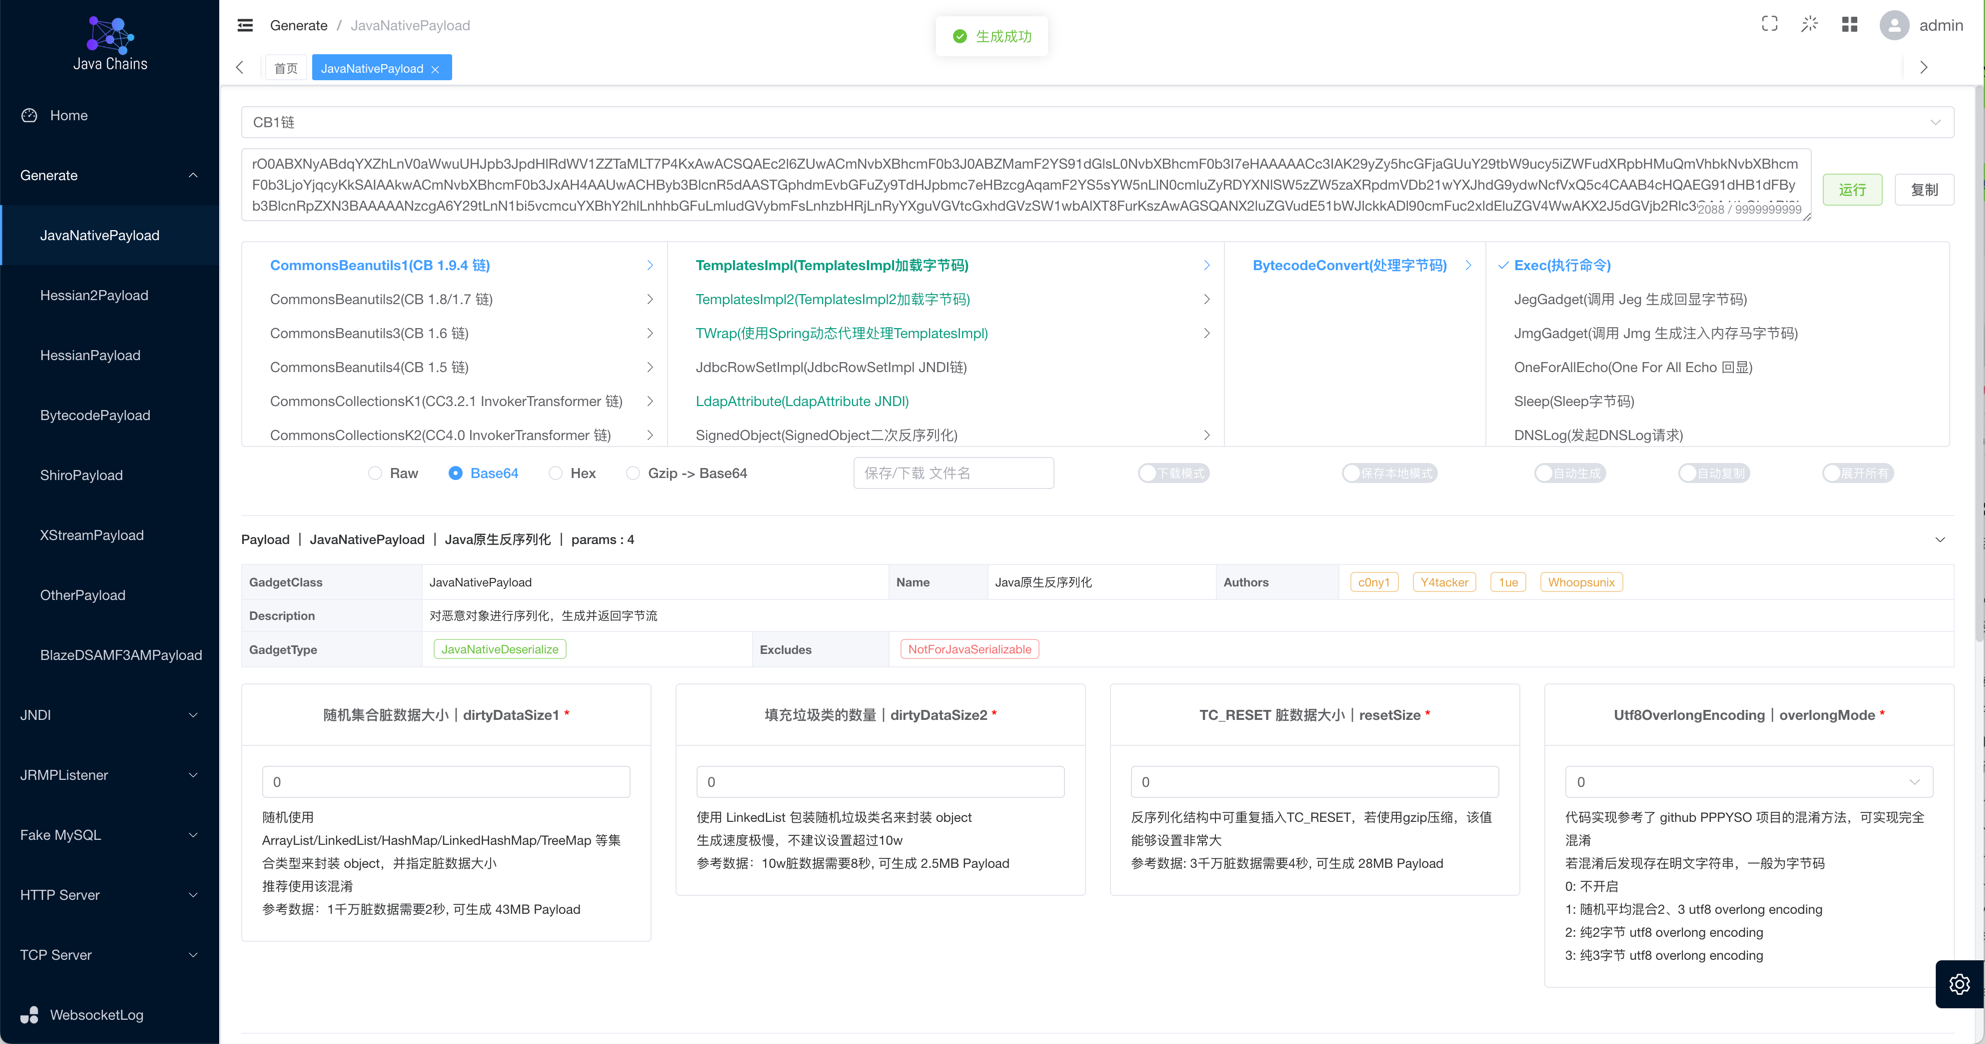 Java Chains
Home
Generate
JavaNativePayload
Hessian2Payload
HessianPayload
BytecodePayload
ShiroPayload
XStreamPayload
OtherPayload
BlazeDSAMF3AMPayload
JNDI
JRMPListener
Fake MySQL
HTTP Server
TCP Server
WebsocketLog
Generate / JavaNativePayload
生成成功
admin
首页
JavaNativePayload
CB1链
2088 / 9999999999
运行
复制
CommonsBeanutils1(CB 1.9.4 链)
CommonsBeanutils2(CB 1.8/1.7 链)
CommonsBeanutils3(CB 1.6 链)
CommonsBeanutils4(CB 1.5 链)
CommonsCollectionsK1(CC3.2.1 InvokerTransformer 链)
CommonsCollectionsK2(CC4.0 InvokerTransformer 链)
TemplatesImpl(TemplatesImpl加载字节码)
TemplatesImpl2(TemplatesImpl2加载字节码)
TWrap(使用Spring动态代理处理TemplatesImpl)
JdbcRowSetImpl(JdbcRowSetImpl JNDI链)
LdapAttribute(LdapAttribute JNDI)
SignedObject(SignedObject二次反序列化)
BytecodeConvert(处理字节码)
Exec(执行命令)
JegGadget(调用 Jeg 生成回显字节码)
JmgGadget(调用 Jmg 生成注入内存马字节码)
OneForAllEcho(One For All Echo 回显)
Sleep(Sleep字节码)
DNSLog(发起DNSLog请求)
Raw
Base64
Hex
Gzip -> Base64
保存/下载 文件名
下载模式
保存本地模式
自动生成
自动复制
展开所有
Payload | JavaNativePayload | Java原生反序列化 | params : 4
GadgetClass JavaNativePayload Name Java原生反序列化 Authors c0ny1 Y4tacker 1ue Whoopsunix
Description 对恶意对象进行序列化，生成并返回字节流
GadgetType JavaNativeDeserialize Excludes NotForJavaSerializable
随机集合脏数据大小 | dirtyDataSize1 *
0
随机使用
ArrayList/LinkedList/HashMap/LinkedHashMap/TreeMap 等集
合类型来封装 object，并指定脏数据大小
推荐使用该混淆
参考数据：1千万脏数据需要2秒, 可生成 43MB Payload
填充垃圾类的数量 | dirtyDataSize2 *
0
使用 LinkedList 包装随机垃圾类名来封装 object
生成速度极慢，不建议设置超过10w
参考数据：10w脏数据需要8秒，可生成 2.5MB Payload
TC_RESET 脏数据大小 | resetSize *
0
反序列化结构中可重复插入TC_RESET，若使用gzip压缩，该值
能够设置非常大
参考数据: 3千万脏数据需要4秒, 可生成 28MB Payload
Utf8OverlongEncoding | overlongMode *
0
代码实现参考了 github PPPYSO 项目的混淆方法，可实现完全
混淆
若混淆后发现存在明文字符串，一般为字节码
0: 不开启
1: 随机平均混合2、3 utf8 overlong encoding
2: 纯2字节 utf8 overlong encoding
3: 纯3字节 utf8 overlong encoding